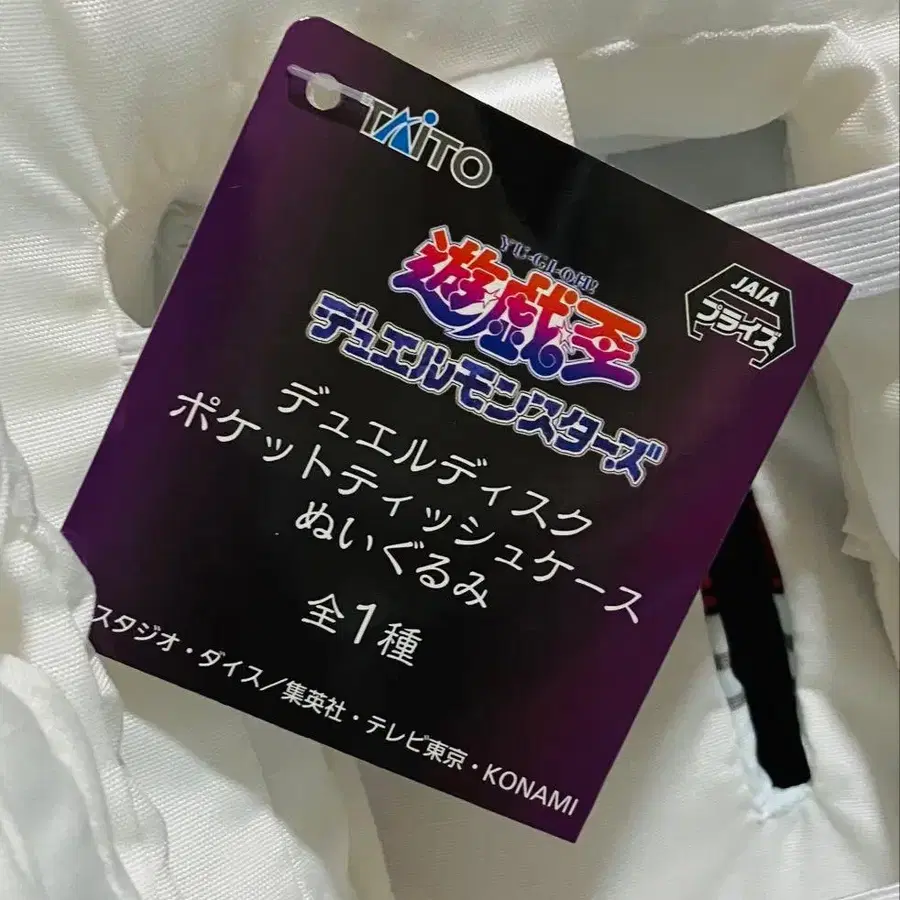 TAITO
YU-GI-OH!
遊戯王
デュエルモンスターズ
JAIA
プライズ
デュエルディスク
ポケットティッシュケース
ぬいぐるみ
全1種
スタジオ・ダイス/集英社・テレビ東京・KONAMI